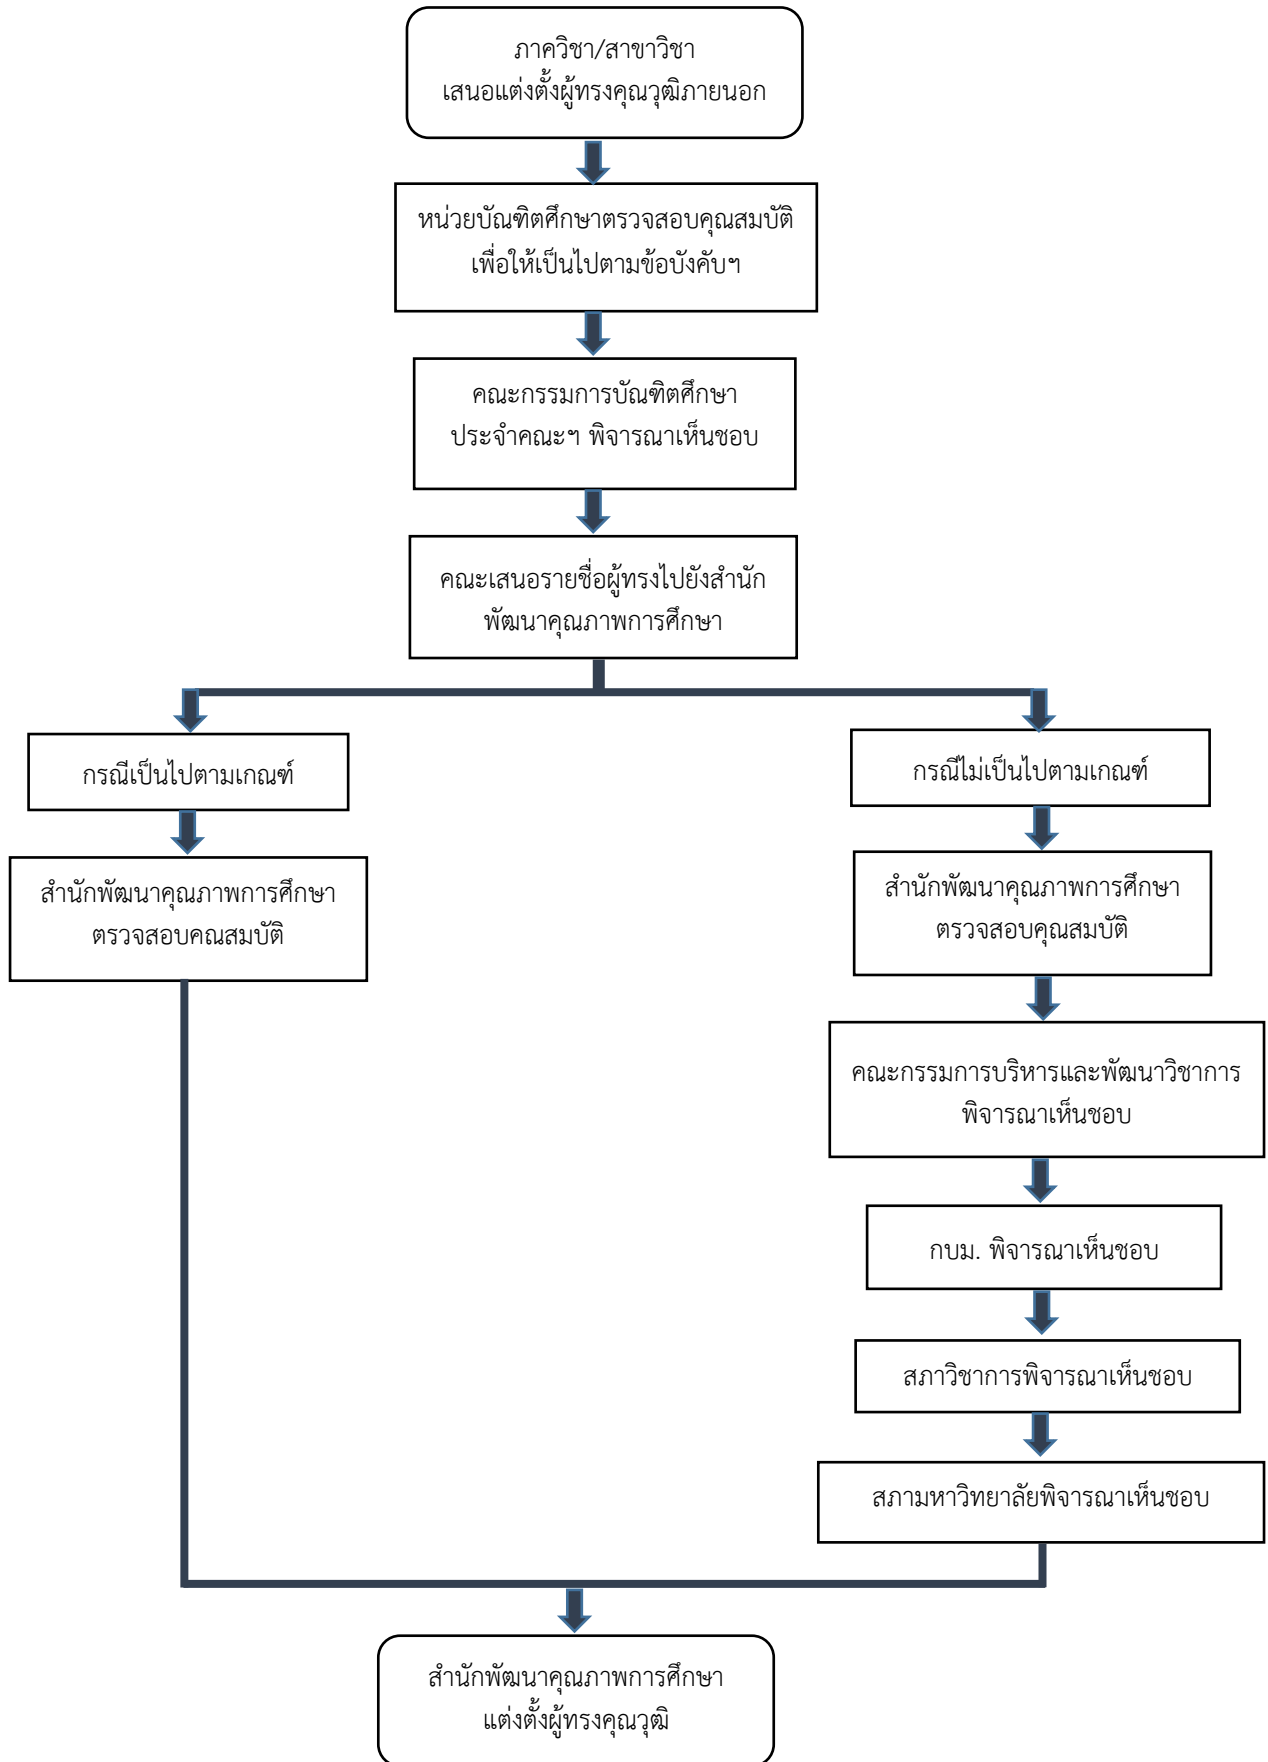 ภาควิชา/สาขาวิชา
เสนอแต่งตั้งผู้ทรงคุณวุฒิภายนอก
หน่วยบัณฑิตศึกษาตรวจสอบคุณสมบัติ
เพื่อให้เป็นไปตามข้อบังคับฯ
คณะกรรมการบัณฑิตศึกษา
ประจำคณะฯ พิจารณาเห็นชอบ
คณะเสนอรายชื่อผู้ทรงไปยังสำนัก
พัฒนาคุณภาพการศึกษา
กรณีเป็นไปตามเกณฑ์
สำนักพัฒนาคุณภาพการศึกษา
ตรวจสอบคณสมบัติ
กรณีไม่เป็นไปตามเกณฑ์
สำนักพัฒนาคุณภาพการศึกษา
ตรวจสอบคุณสมบัติ
คณะกรรมการบริหารและพัฒนาวิชาการ
พิจารณาเห็นชอบ
กบม. พิจารณาเห็นชอบ
สภาวิชาการพิจารณาเห็นชอบ
สภามหาวิทยาลัยพิจารณาเห็นชอบ
สำนักพัฒนาคุณภาพการศึกษา
แต่งตั้งผู้ทรงคุณวุฒิ